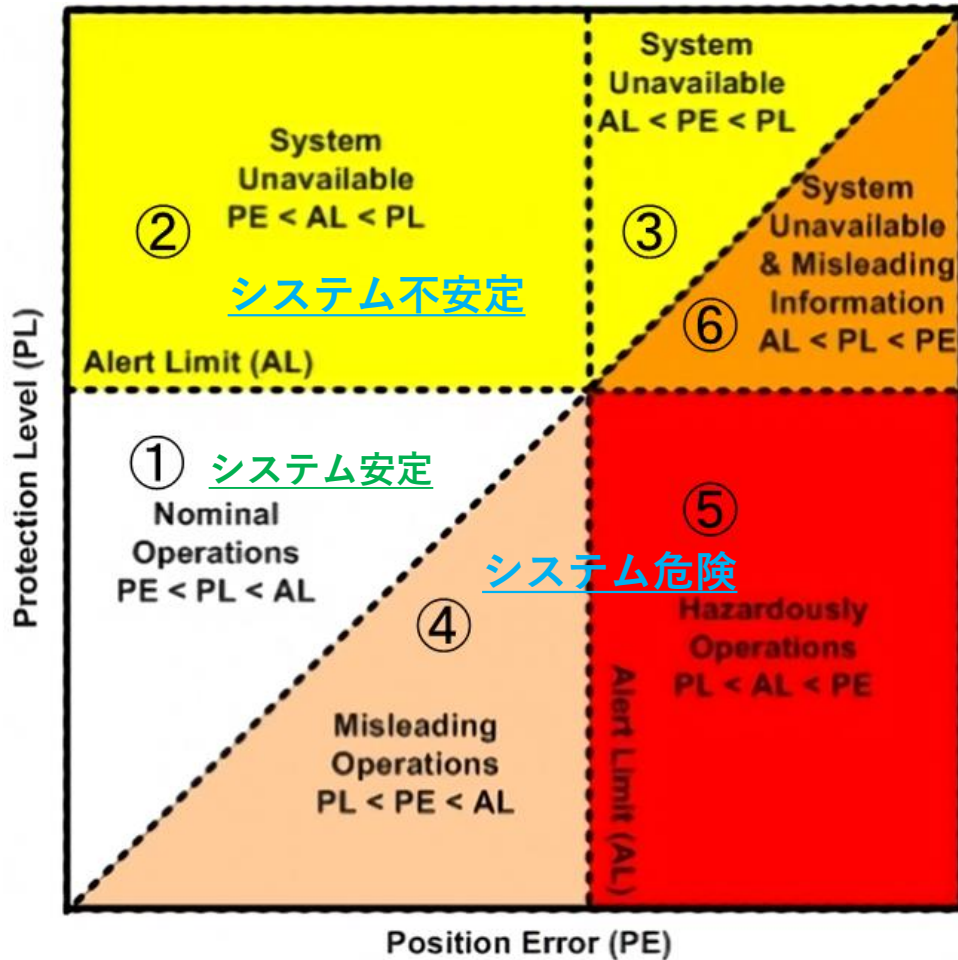 System
Unavailable
PE < AL < PL
②
システム不安定
Alert Limit (AL)
System
Unavailable
AL < PE < PL
③
System
Unavailable
& Misleading
Information
AL < PL < PE
⑥
①
システム安定
Nominal
Operations
PE < PL < AL
④
Misleading
Operations
PL < PE < AL
システム危険
⑤
Hazardously
Operations
PL < AL < PE
Alert Limit (AL)
Protection Level (PL)
Position Error (PE)